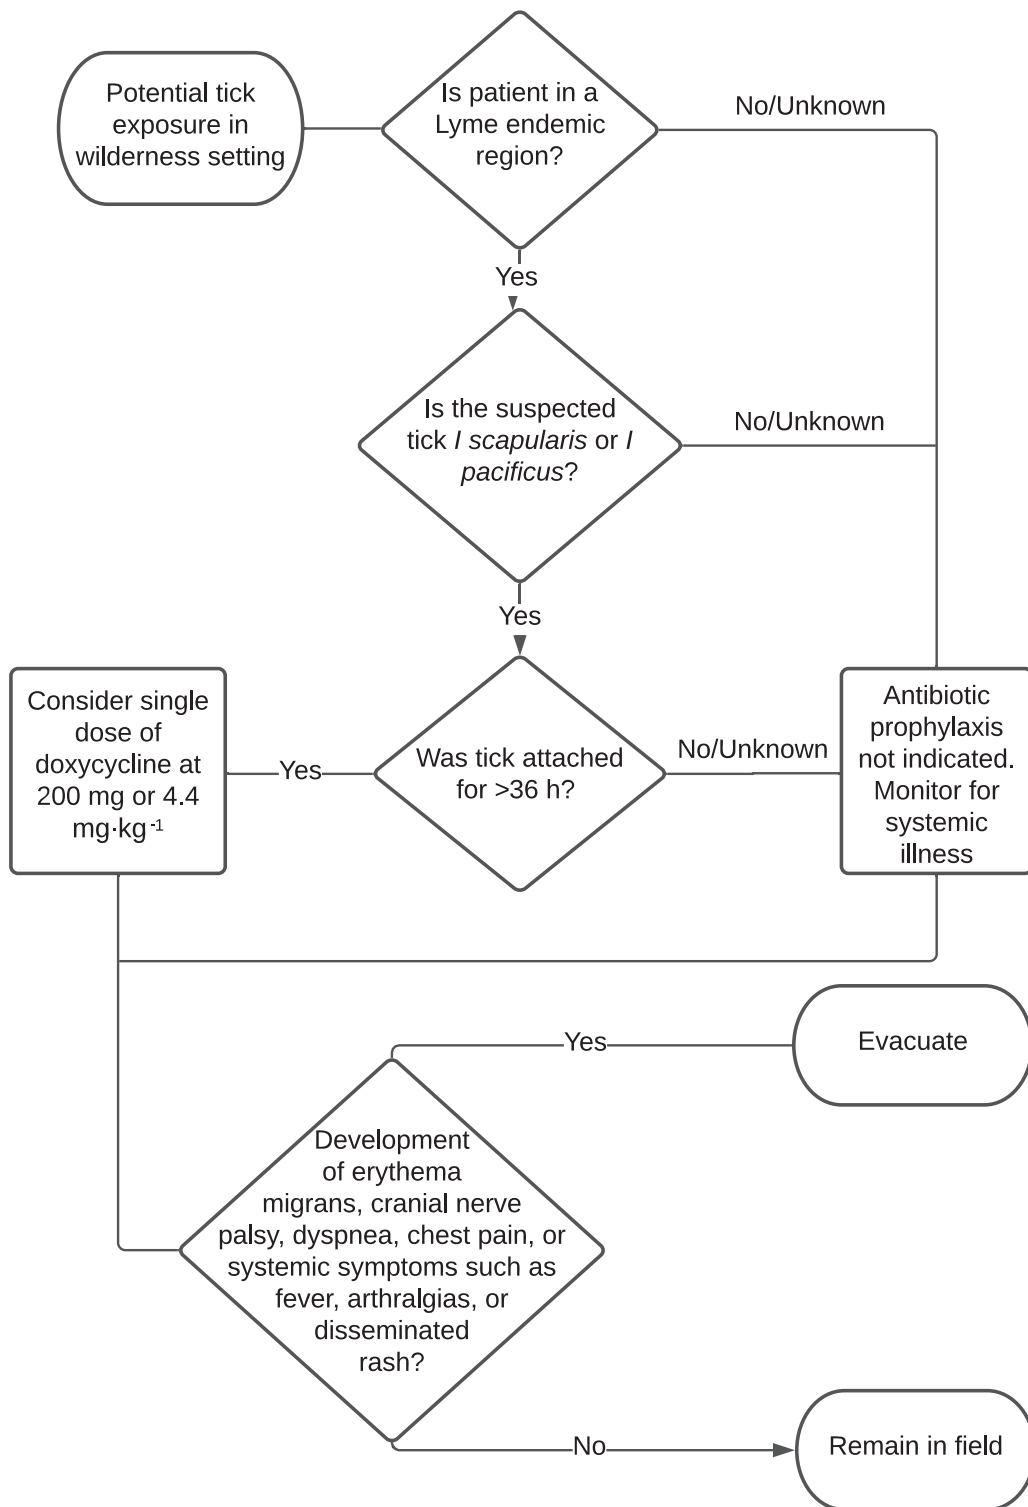 Potential tick
exposure in
wilderness setting
Is patient in a
Lyme endemic
region?
No/Unknown
Yes
Is the suspected
tick I scapularis or I
pacificus?
No/Unknown
Yes
Consider single
dose of
doxycycline at
200 mg or 4.4
mg·kg⁻¹
Yes
Was tick attached
for >36 h?
No/Unknown
Antibiotic
prophylaxis
not indicated.
Monitor for
systemic
illness
Yes
Evacuate
Development
of erythema
migrans, cranial nerve
palsy, dyspnea, chest pain, or
systemic symptoms such as
fever, arthralgias, or
disseminated
rash?
No
Remain in field